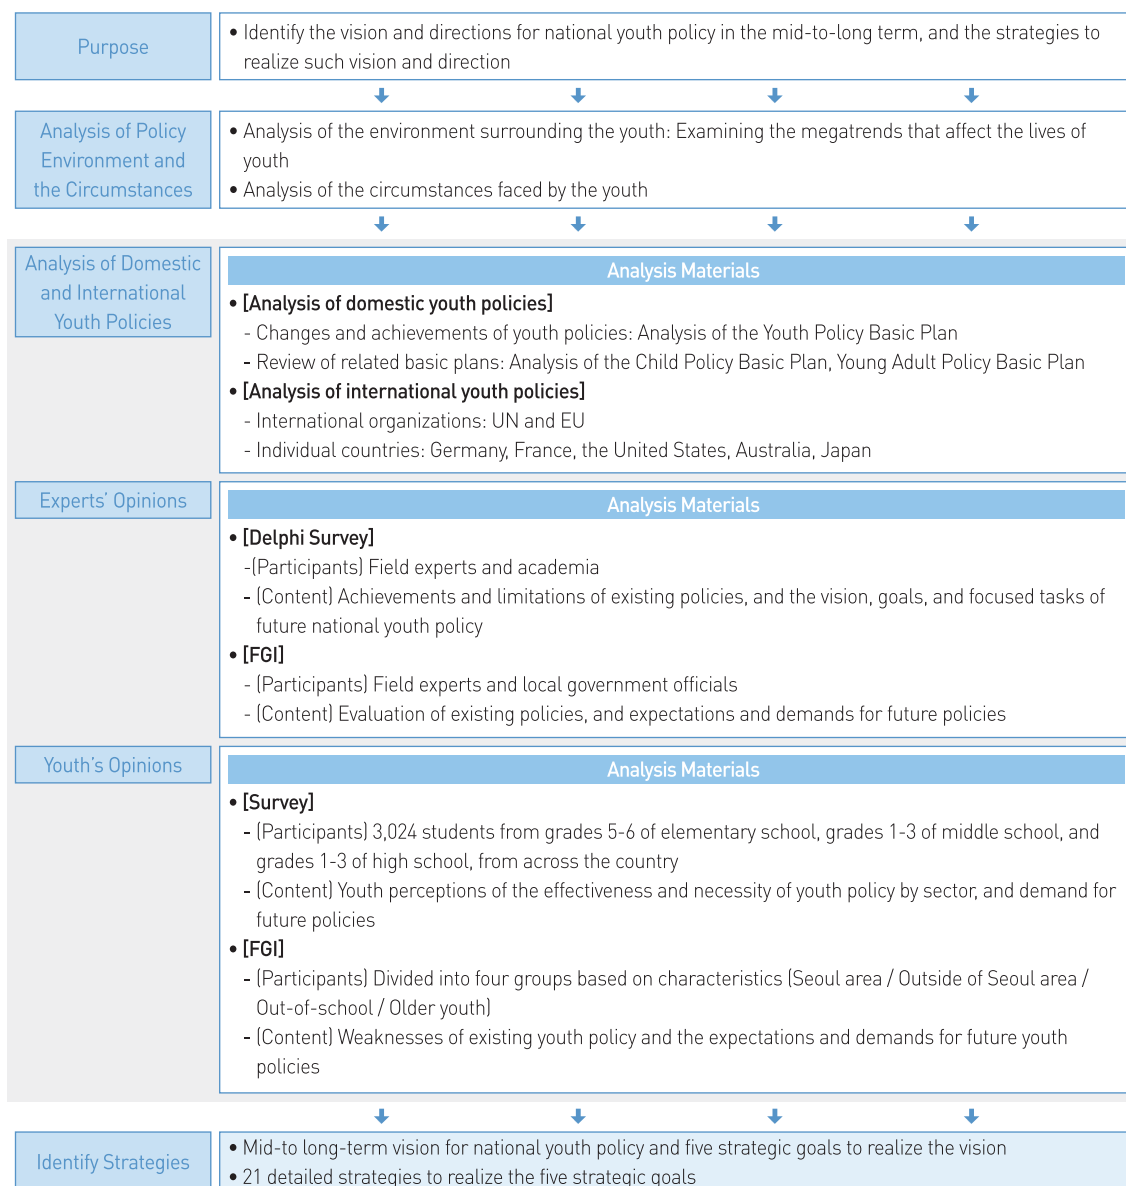 Purpose
• Identify the vision and directions for national youth policy in the mid-to-long term, and the strategies to
realize such vision and direction
Analysis of Policy
Environment and
the Circumstances
• Analysis of the environment surrounding the youth: Examining the megatrends that affect the lives of
youth
• Analysis of the circumstances faced by the youth
Analysis of Domestic
and International
Youth Policies
Analysis Materials
• [Analysis of domestic youth policies]
- Changes and achievements of youth policies: Analysis of the Youth Policy Basic Plan
- Review of related basic plans: Analysis of the Child Policy Basic Plan, Young Adult Policy Basic Plan
• [Analysis of international youth policies]
- International organizations: UN and EU
- Individual countries: Germany, France, the United States, Australia, Japan
Experts' Opinions
Analysis Materials
• [Delphi Survey]
-(Participants) Field experts and academia
- (Content) Achievements and limitations of existing policies, and the vision, goals, and focused tasks of
future national youth policy
• [FGI]
- (Participants) Field experts and local government officials
- (Content) Evaluation of existing policies, and expectations and demands for future policies
Youth's Opinions
Analysis Materials
• [Survey]
- (Participants) 3,024 students from grades 5-6 of elementary school, grades 1-3 of middle school, and
grades 1-3 of high school, from across the country
- (Content) Youth perceptions of the effectiveness and necessity of youth policy by sector, and demand for
future policies
• [FGI]
- (Participants) Divided into four groups based on characteristics (Seoul area / Outside of Seoul area /
Out-of-school / Older youth)
- (Content) Weaknesses of existing youth policy and the expectations and demands for future youth
policies
Identify Strategies
• Mid-to long-term vision for national youth policy and five strategic goals to realize the vision
• 21 detailed strategies to realize the five strategic goals